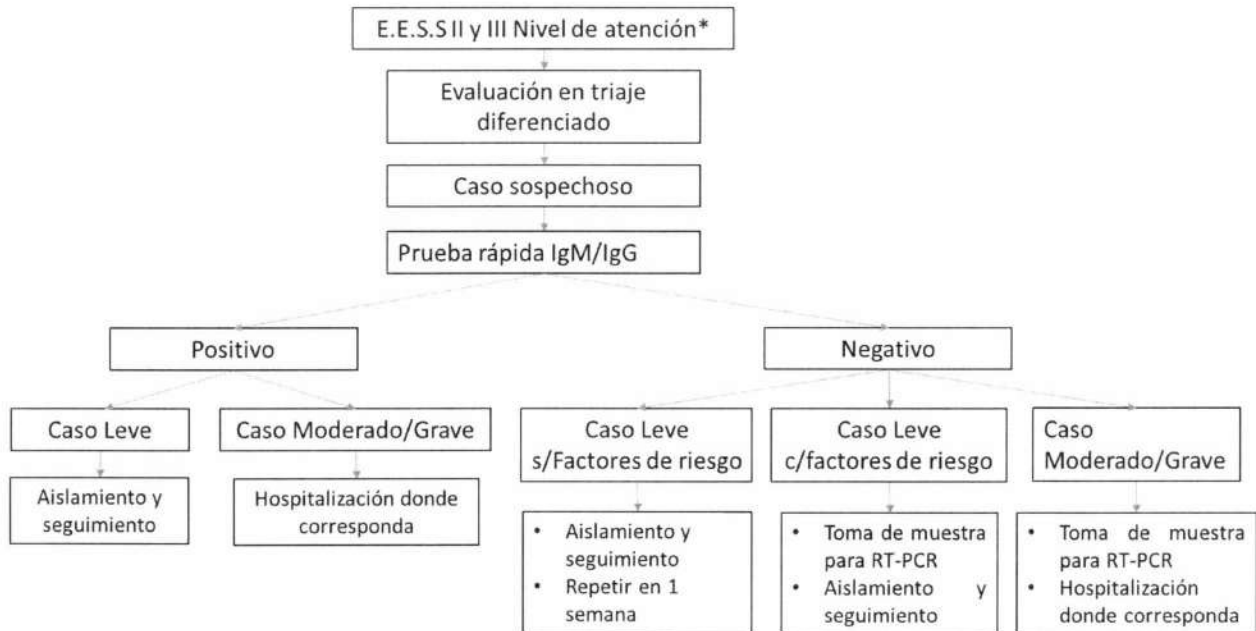 E.E.S.S II y III Nivel de atención*
Evaluación en triaje
diferenciado
Caso sospechoso
Prueba rápida IgM/IgG
Positivo
Negativo
Caso Leve
Caso Moderado/Grave
Caso Leve
s/Factores de riesgo
Caso Leve
c/factores de riesgo
Caso
Moderado/Grave
Aislamiento y
seguimiento
Hospitalización donde
corresponda
• Aislamiento y
seguimiento
• Repetir en 1
semana
• Toma de muestra
para RT-PCR
• Aislamiento y
seguimiento
• Toma de muestra
para RT-PCR
• Hospitalización
donde corresponda